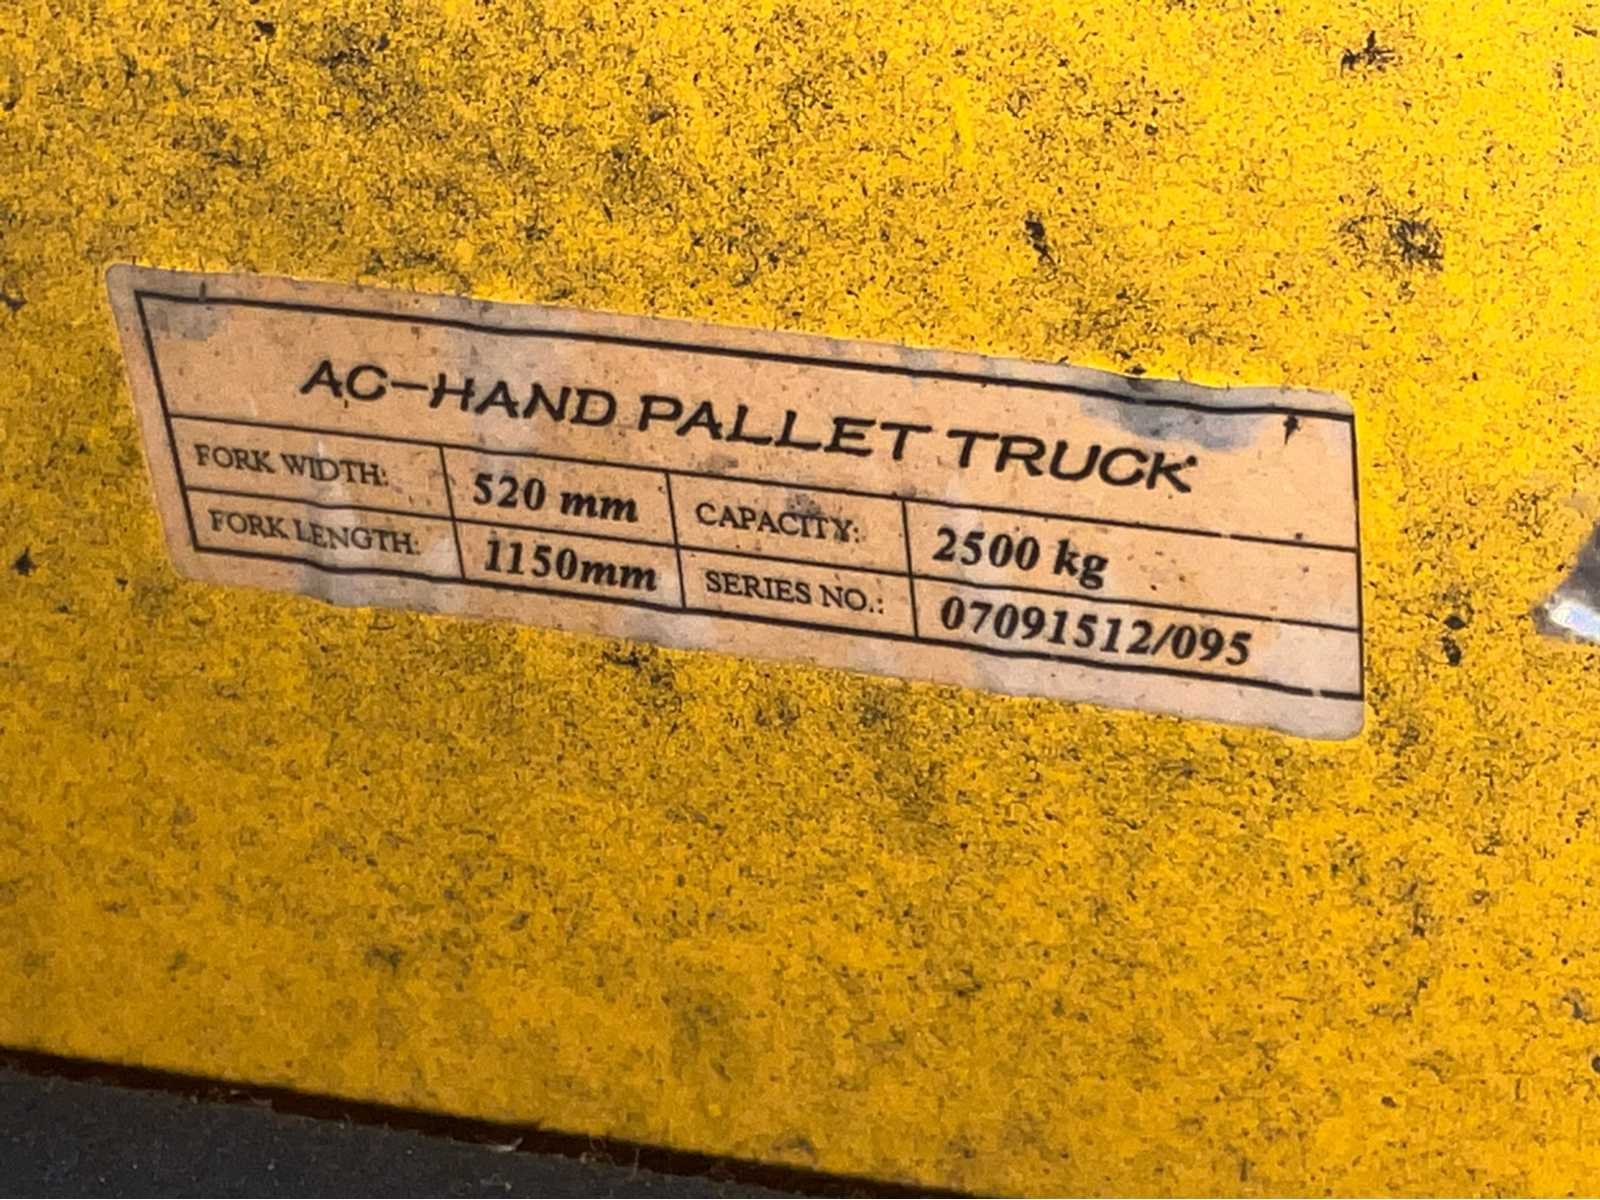 AC-HAND PALLET TRUCK
FORK WIDTH: 520 mm CAPACITY: 2500 kg
FORK LENGTH: 1150mm SERIES NO.: 07091512/095